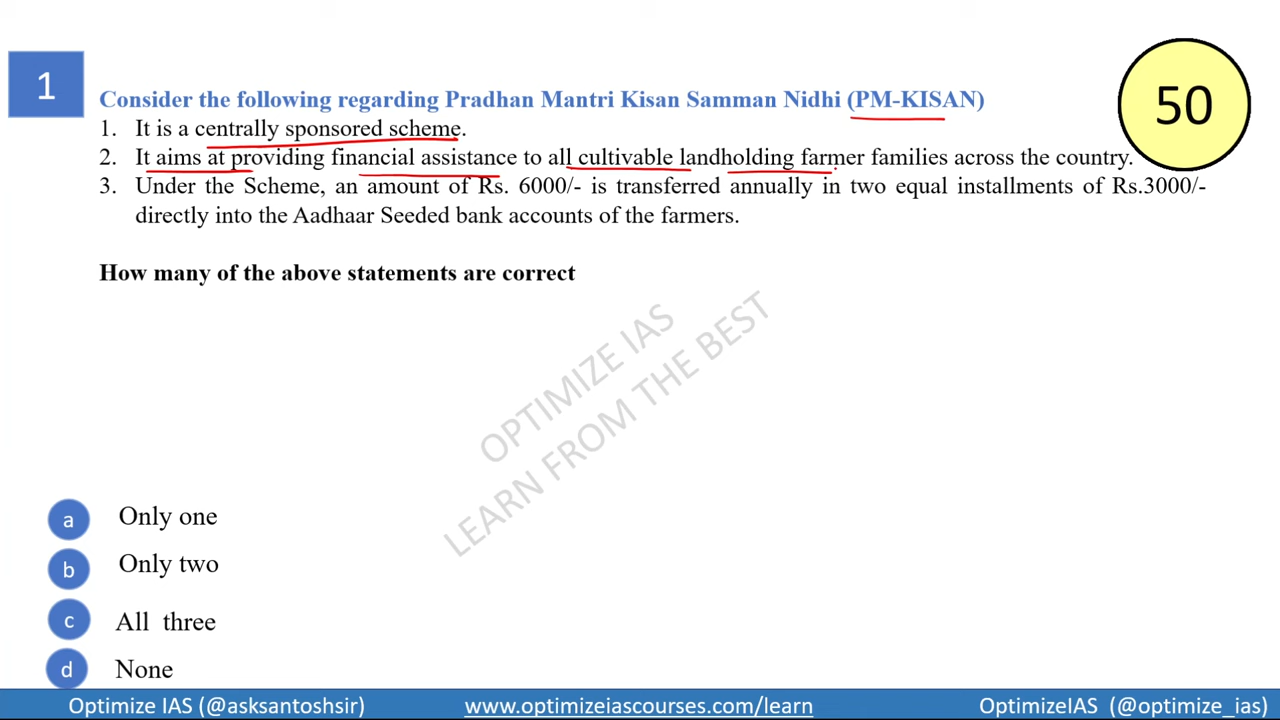 1
50
Consider the following regarding Pradhan Mantri Kisan Samman Nidhi (PM-KISAN)
1. It is a centrally sponsored scheme.
2. It aims at providing financial assistance to all cultivable landholding farmer families across the country.
3. Under the Scheme, an amount of Rs. 6000/- is transferred annually in two equal installments of Rs.3000/-
directly into the Aadhaar Seeded bank accounts of the farmers.
How many of the above statements are correct
OPTIMIZE IAS
LEARN FROM THE BEST
a Only one
b Only two
c All three
d None
Optimize IAS (@asksantoshsir) www.optimizeiascourses.com/learn OptimizeIAS (@optimize_ias)